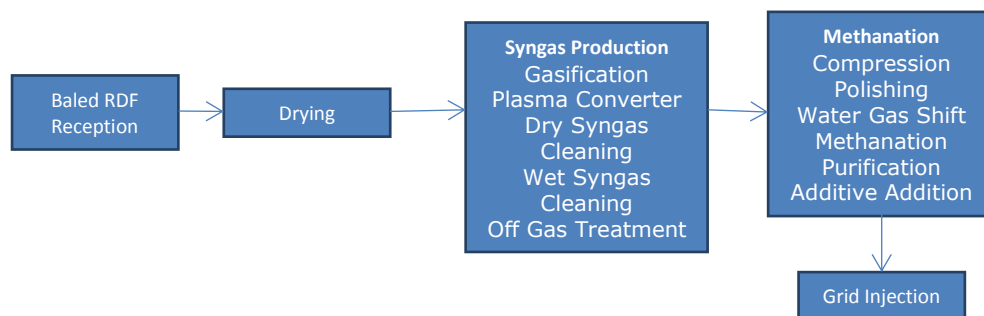 Baled RDF
Reception
Drying
Syngas Production
Gasification
Plasma Converter
Dry Syngas
Cleaning
Wet Syngas
Cleaning
Off Gas Treatment
Methanation
Compression
Polishing
Water Gas Shift
Methanation
Purification
Additive Addition
Grid Injection